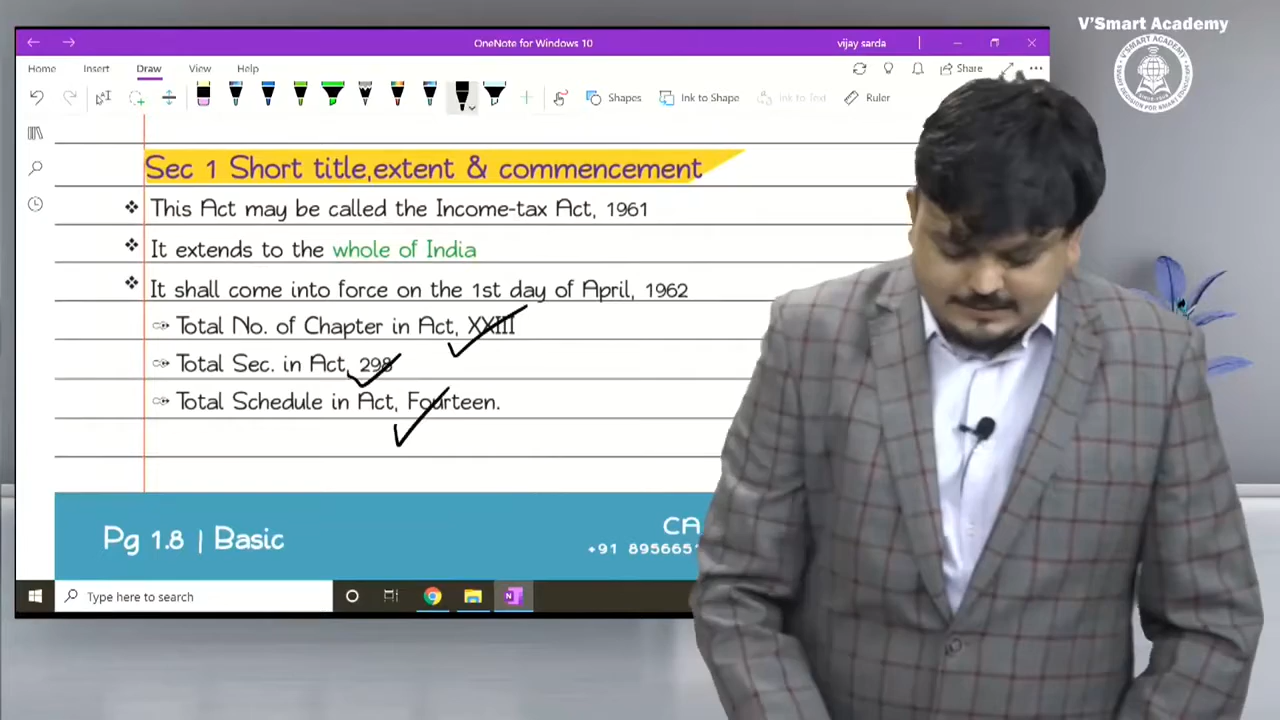 V'Smart Academy
OneNote for Windows 10
vijay sarda
Home Insert Draw View Help
Share
Shapes
Ink to Shape
Ink to Text
Ruler
Sec 1 Short title,extent & commencement
❖ This Act may be called the Income-tax Act, 1961
❖ It extends to the whole of India
❖ It shall come into force on the 1st day of April, 1962
Total No. of Chapter in Act, XXIII
Total Sec. in Act, 298
Total Schedule in Act, Fourteen.
Pg 1.8 | Basic
CA
+91 895665
Type here to search